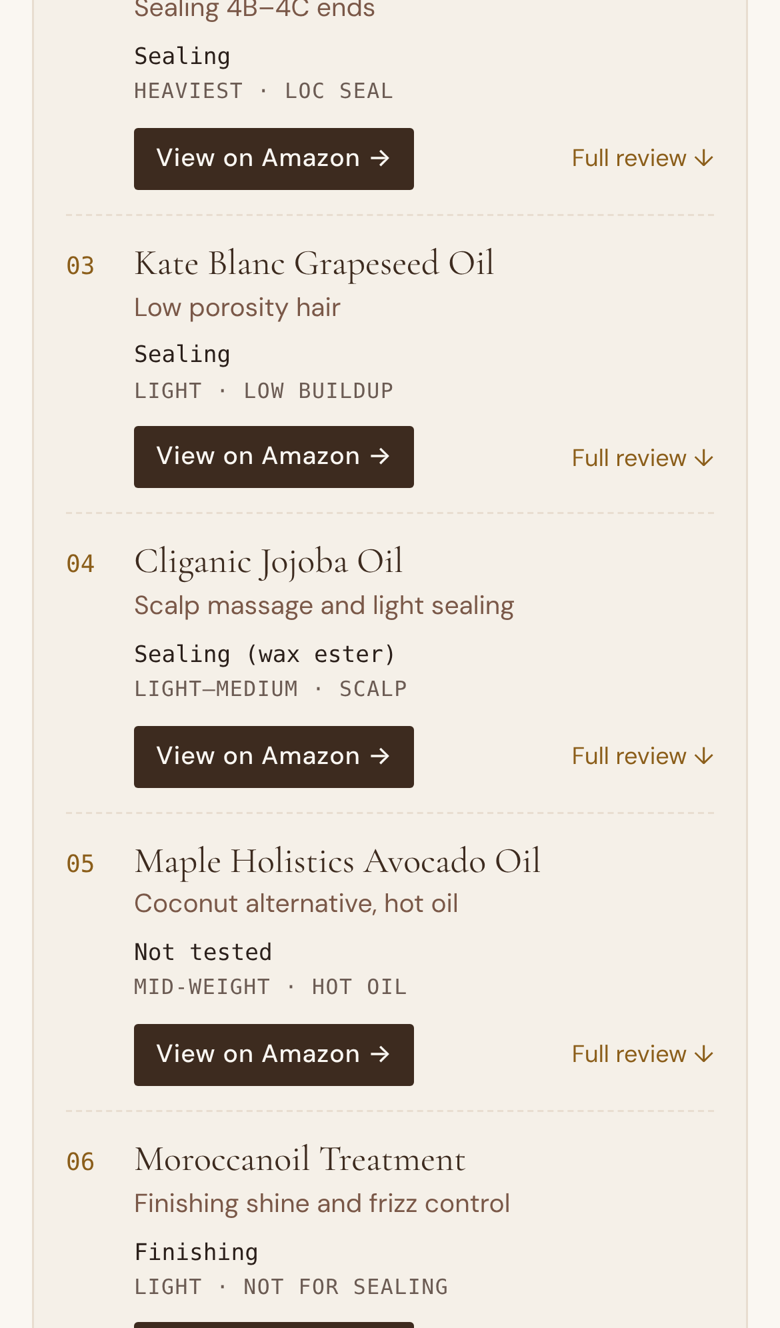 Sealing 4B–4C ends
Sealing
HEAVIEST · LOC SEAL
View on Amazon →
Full review ↓
03
Kate Blanc Grapeseed Oil
Low porosity hair
Sealing
LIGHT · LOW BUILDUP
View on Amazon →
Full review ↓
04
Cliganic Jojoba Oil
Scalp massage and light sealing
Sealing (wax ester)
LIGHT–MEDIUM · SCALP
View on Amazon →
Full review ↓
05
Maple Holistics Avocado Oil
Coconut alternative, hot oil
Not tested
MID-WEIGHT · HOT OIL
View on Amazon →
Full review ↓
06
Moroccanoil Treatment
Finishing shine and frizz control
Finishing
LIGHT · NOT FOR SEALING